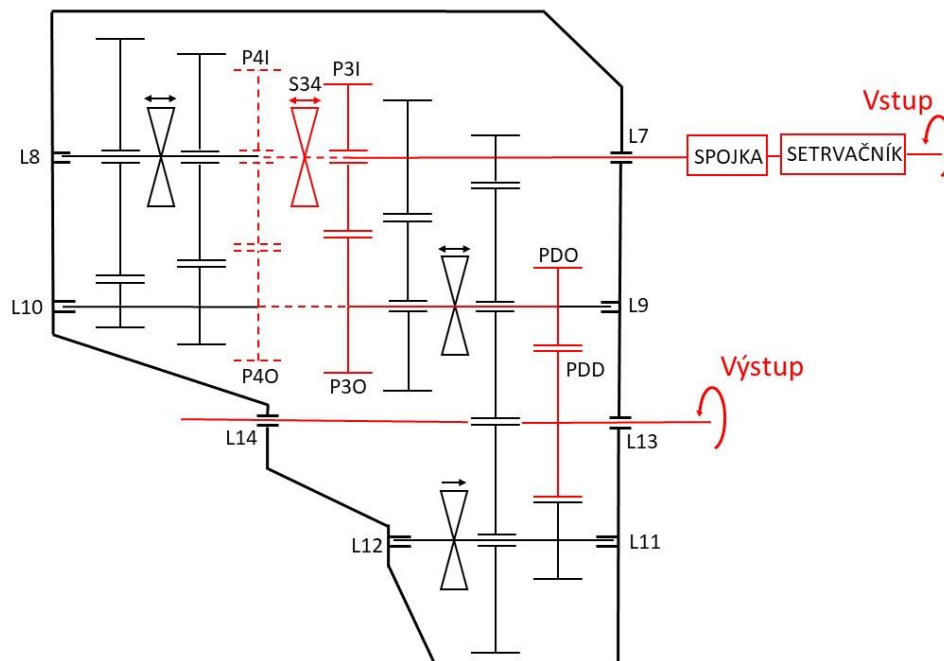 P4I
P3I
S34
L7
Vstup
L8
SPOJKA
SETRVAČNÍK
PDO
L10
L9
P4O
P3O
PDD
Výstup
L14
L13
L12
L11